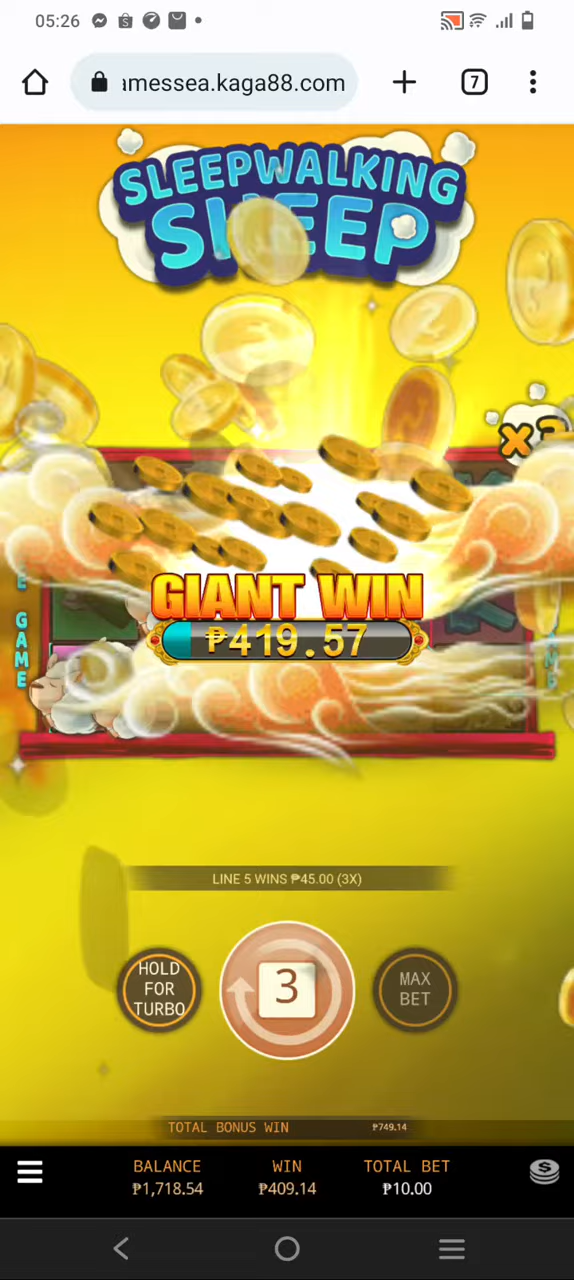 05:26
amessea.kaga88.com
7
SLEEPWALKING
SHEEP
GAME
GIANT WIN
₱419.57
LINE 5 WINS ₱45.00 (3X)
HOLD FOR TURBO
3
MAX BET
TOTAL BONUS WIN ₱749.14
BALANCE WIN TOTAL BET
₱1,718.54 ₱409.14 ₱10.00